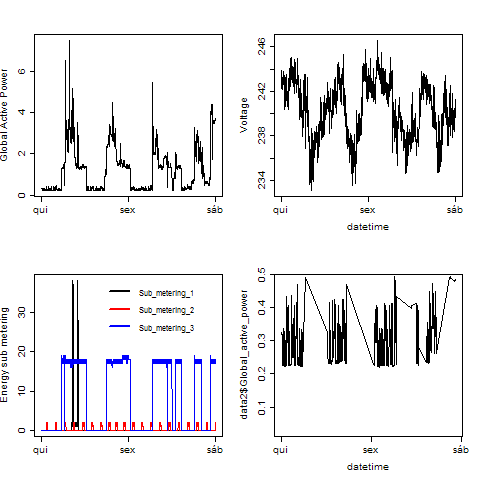 Global Active Power
0 2 4 6
qui sex sáb
Voltage
234 238 242 246
qui sex sáb
datetime
Energy sub metering
0 10 20 30
Sub_metering_1
Sub_metering_2
Sub_metering_3
qui sex sáb
data2$Global_active_power
0.1 0.2 0.3 0.4 0.5
qui sex sáb
datetime